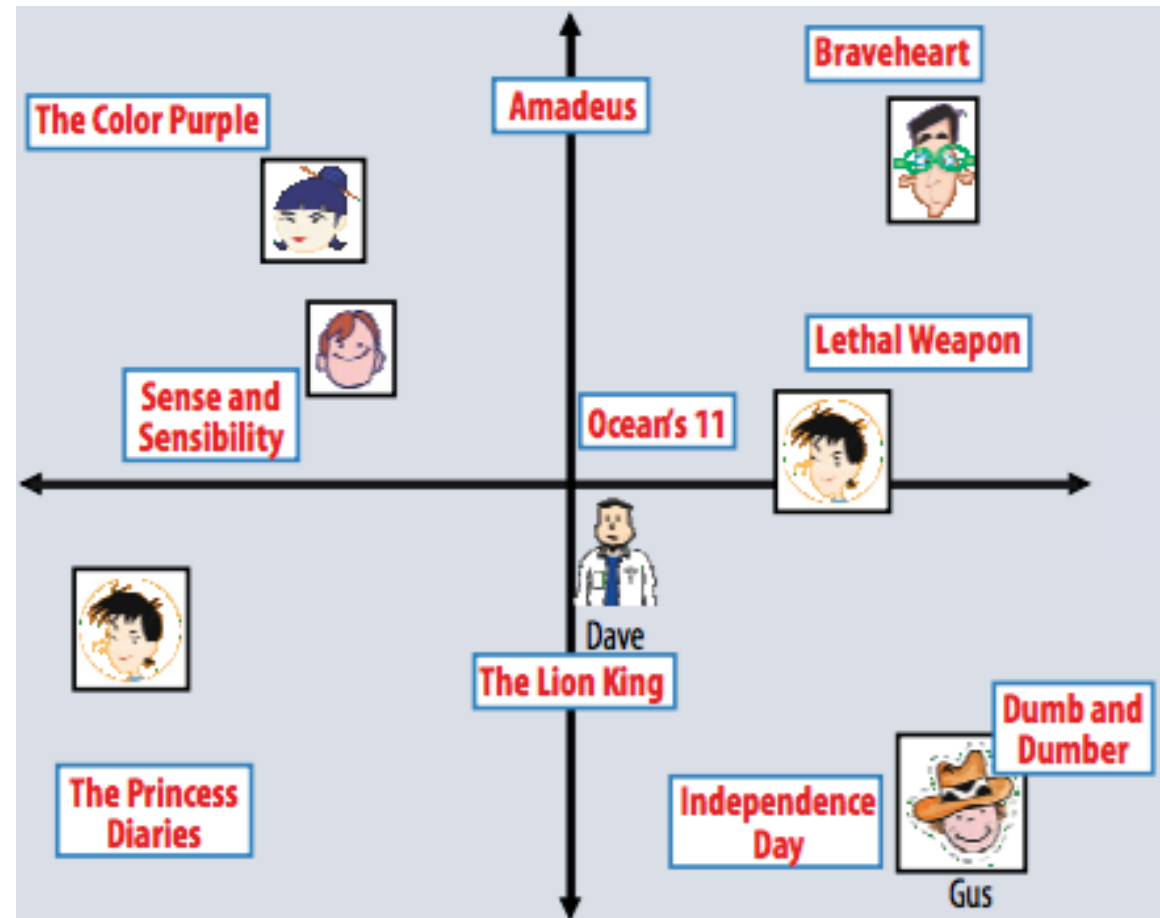 Braveheart
The Color Purple
Amadeus
Lethal Weapon
Sense and
Sensibility
Ocean's 11
Dave
The Lion King
Dumb and
Dumber
The Princess
Diaries
Independence
Day
Gus